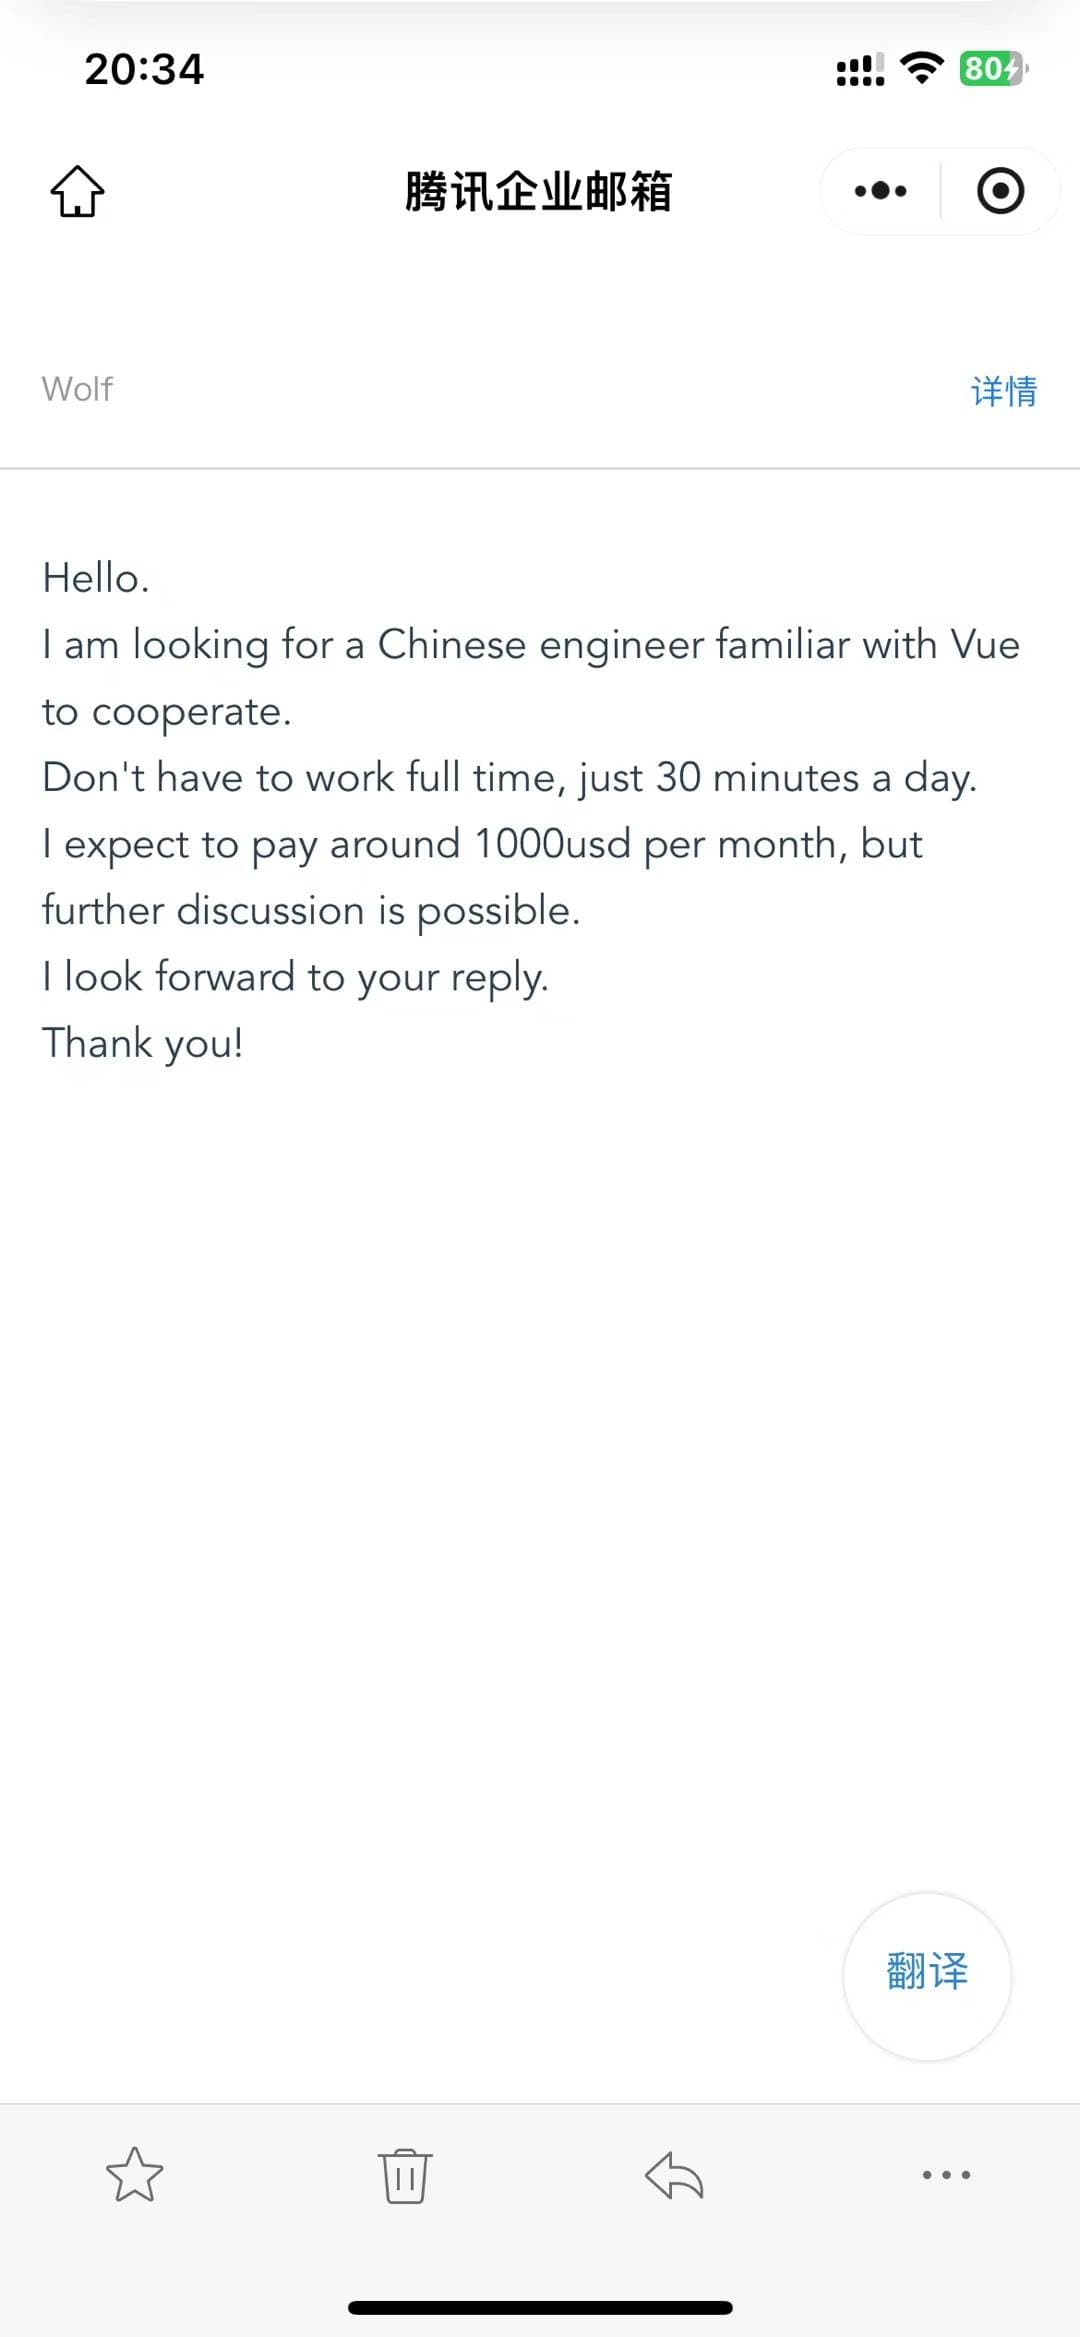 20:34
80
腾讯企业邮箱
Wolf
详情
Hello.
I am looking for a Chinese engineer familiar with Vue
to cooperate.
Don't have to work full time, just 30 minutes a day.
I expect to pay around 1000usd per month, but
further discussion is possible.
I look forward to your reply.
Thank you!
翻译